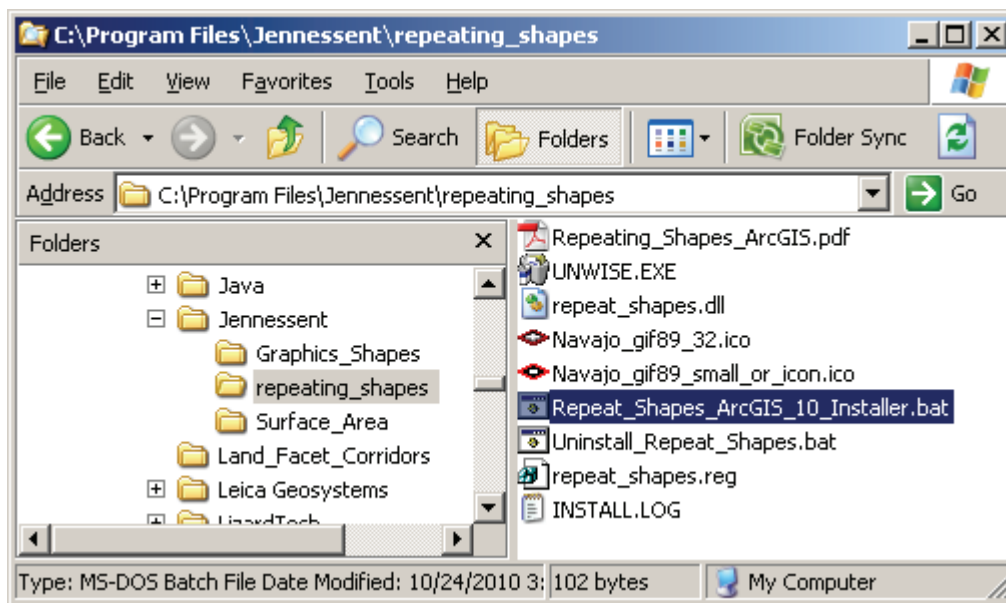 C:\Program Files\Jennessent\repeating_shapes
File Edit View Favorites Tools Help
Back Search Folders Folder Sync
Address C:\Program Files\Jennessent\repeating_shapes Go
Folders
Java
Jennessent
Graphics_Shapes
repeating_shapes
Surface_Area
Land_Facet_Corridors
Leica Geosystems
LizardTech
Repeating_Shapes_ArcGIS.pdf
UNWISE.EXE
repeat_shapes.dll
Navajo_gif89_32.ico
Navajo_gif89_small_or_icon.ico
Repeat_Shapes_ArcGIS_10_Installer.bat
Uninstall_Repeat_Shapes.bat
repeat_shapes.reg
INSTALL.LOG
Type: MS-DOS Batch File Date Modified: 10/24/2010 3: 102 bytes My Computer